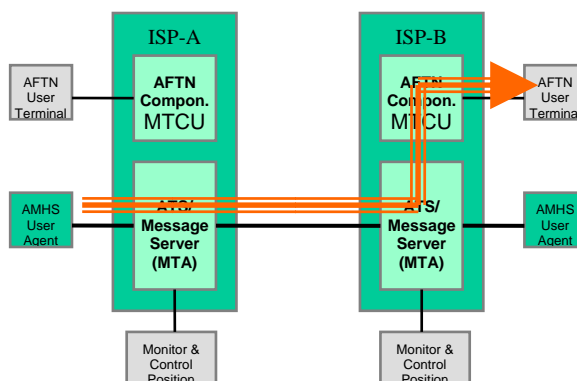 ISP-A
ISP-B
AFTN
User
Terminal
AFTN
Compon.
MTCU
AFTN
Compon.
MTCU
AFTN
User
Terminal
AMHS
User
Agent
ATS/
Message
Server
(MTA)
ATS/
Message
Server
(MTA)
AMHS
User
Agent
Monitor &
Control
Position
Monitor &
Control
Position